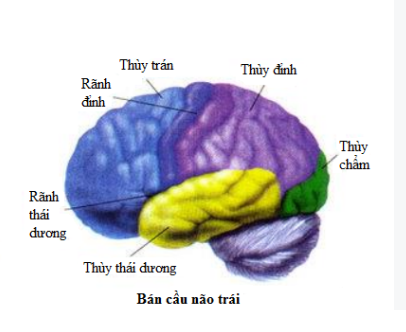 Thùy trán
Thùy đỉnh
Rãnh
đỉnh
Thùy
chẩm
Rãnh
thái
dương
Thùy thái dương
Bán cầu não trái